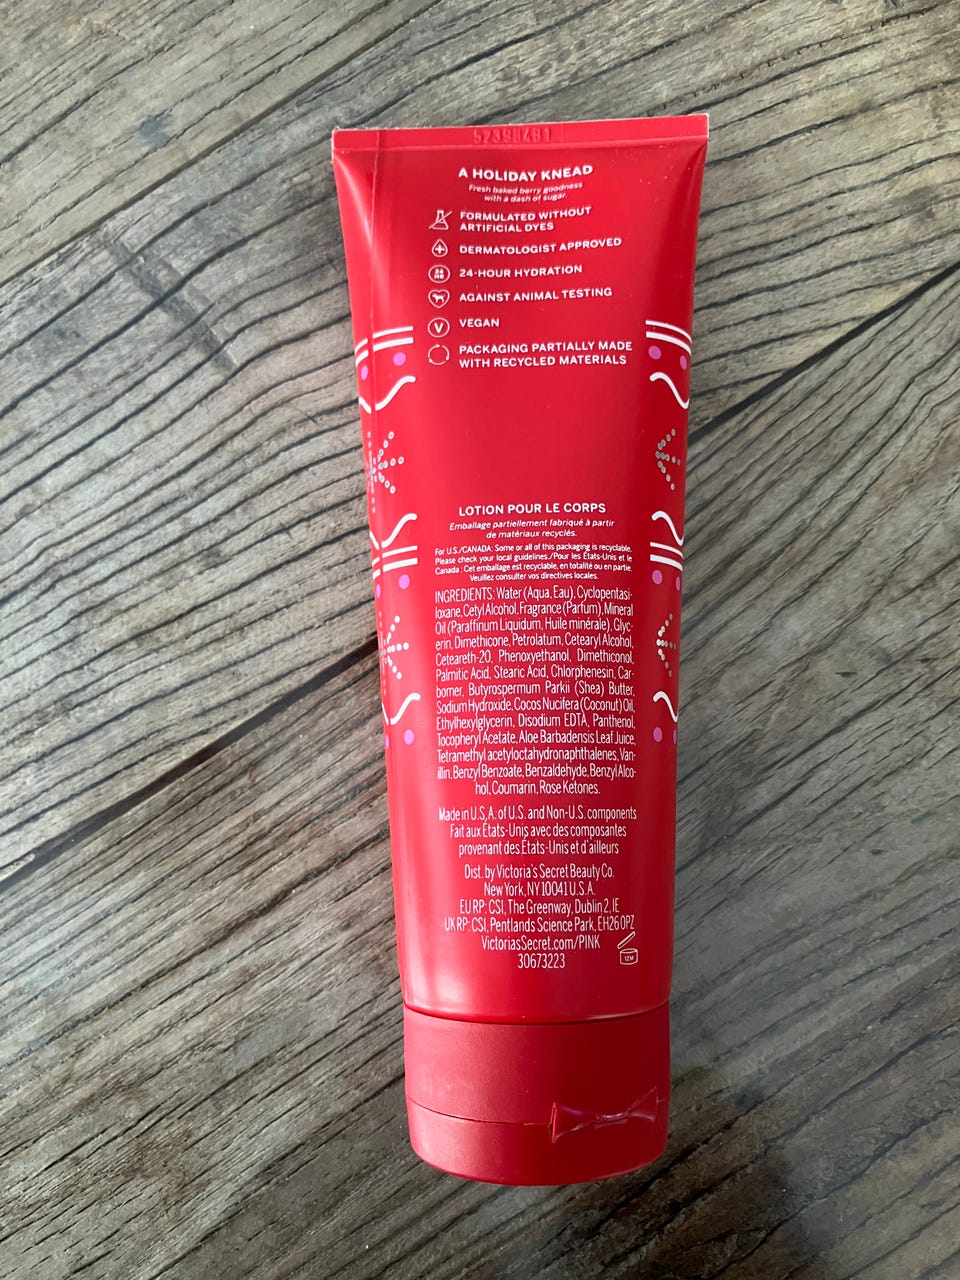 A HOLIDAY KNEAD
Fresh baked berry goodness
with a dash of sugar.
FORMULATED WITHOUT
ARTIFICIAL DYES
DERMATOLOGIST APPROVED
24 HR
24-HOUR HYDRATION
AGAINST ANIMAL TESTING
V
VEGAN
PACKAGING PARTIALLY MADE
WITH RECYCLED MATERIALS
LOTION POUR LE CORPS
Emballage partiellement fabriqué à partir
de matériaux recyclés.
For U.S./CANADA: Some or all of this packaging is recyclable.
Please check your local guidelines./Pour les États-Unis et le
Canada : Cet emballage est recyclable, en totalité ou en partie.
Veuillez consulter vos directives locales.
INGREDIENTS: Water (Aqua, Eau), Cyclopentasi-
loxane, Cetyl Alcohol, Fragrance (Parfum), Mineral
Oil (Paraffinum Liquidum, Huile minérale), Glyc-
erin, Dimethicone, Petrolatum, Cetearyl Alcohol,
Ceteareth-20, Phenoxyethanol, Dimethiconol,
Palmitic Acid, Stearic Acid, Chlorphenesin, Car-
bomer, Butyrospermum Parkii (Shea) Butter,
Sodium Hydroxide, Cocos Nucifera (Coconut) Oil,
Ethylhexylglycerin, Disodium EDTA, Panthenol,
Tocopheryl Acetate, Aloe Barbadensis Leaf Juice,
Tetramethyl acetyloctahydronaphthalenes, Van-
illin, Benzyl Benzoate, Benzaldehyde, Benzyl Alco-
hol, Coumarin, Rose Ketones.
Made in U.S.A. of U.S. and Non-U.S. components
Fait aux États-Unis avec des composantes
provenant des États-Unis et d'ailleurs
Dist. by Victoria's Secret Beauty Co.
New York, NY 10041 U.S.A.
EU RP: CSI, The Greenway, Dublin 2, IE
UK RP: CSI, Pentlands Science Park, EH26 0PZ
VictoriasSecret.com/PINK
30673223
12M